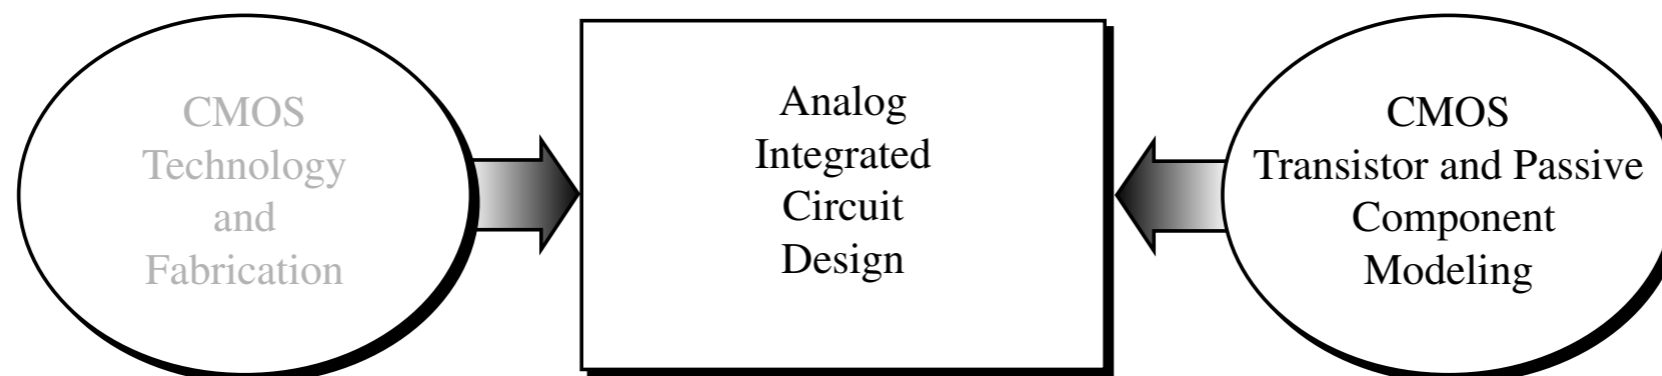 CMOS
Technology
and
Fabrication
Analog
Integrated
Circuit
Design
CMOS
Transistor and Passive
Component
Modeling